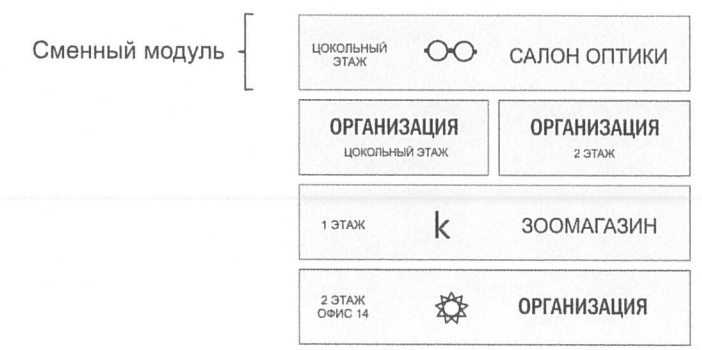 Сменный модуль
ЦОКОЛЬНЫЙ
ЭТАЖ
САЛОН ОПТИКИ
ОРГАНИЗАЦИЯ
ЦОКОЛЬНЫЙ ЭТАЖ
ОРГАНИЗАЦИЯ
2 ЭТАЖ
1 ЭТАЖ
k
ЗООМАГАЗИН
2 ЭТАЖ
ОФИС 14
ОРГАНИЗАЦИЯ